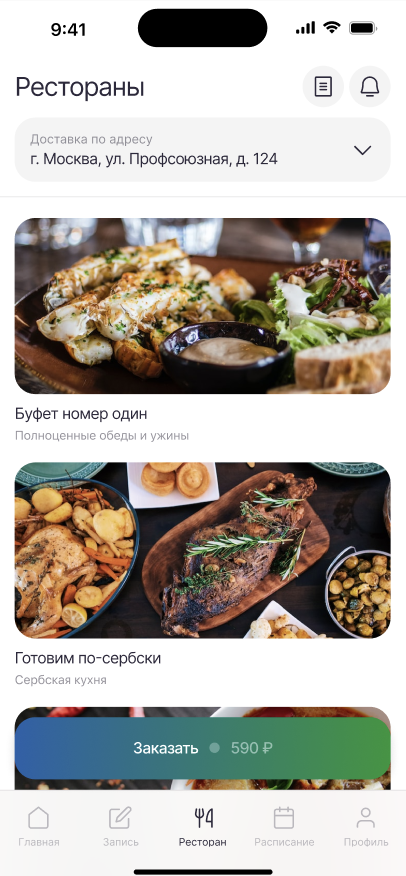 9:41
Рестораны
Доставка по адресу
г. Москва, ул. Профсоюзная, д. 124
Буфет номер один
Полноценные обеды и ужины
Готовим по-сербски
Сербская кухня
Заказать 590 ₽
Главная Запись Ресторан Расписание Профиль